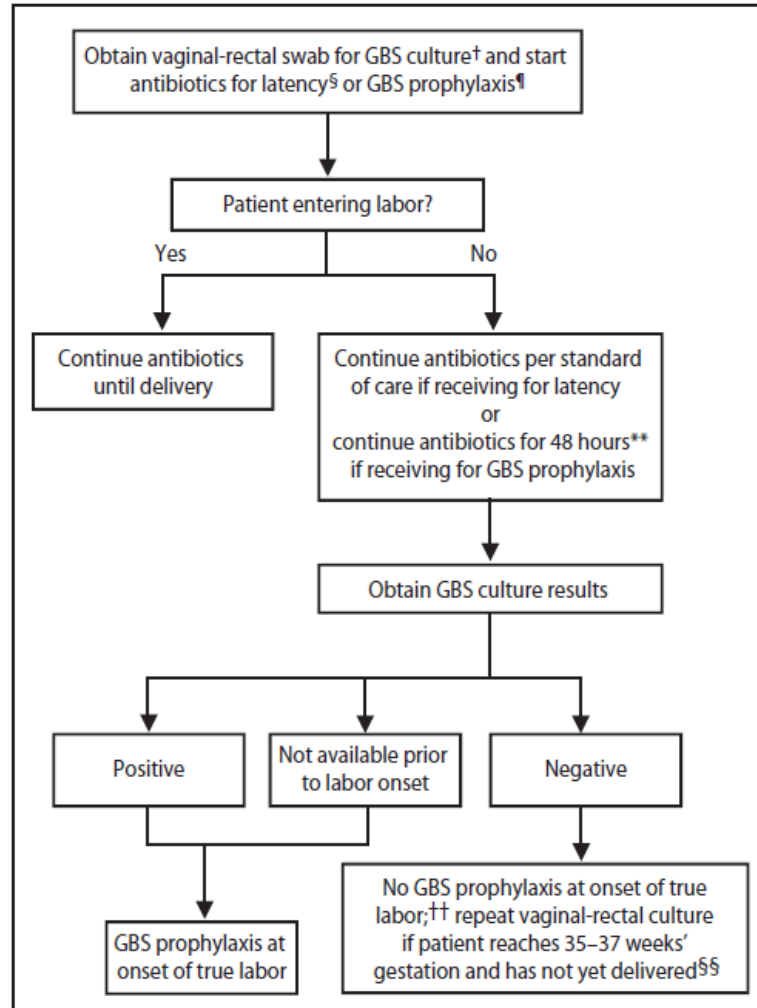 Obtain vaginal-rectal swab for GBS culture† and start
antibiotics for latency§ or GBS prophylaxis¶
Patient entering labor?
Yes
No
Continue antibiotics
until delivery
Continue antibiotics per standard
of care if receiving for latency
or
continue antibiotics for 48 hours**
if receiving for GBS prophylaxis
Obtain GBS culture results
Positive
Not available prior
to labor onset
Negative
GBS prophylaxis at
onset of true labor
No GBS prophylaxis at onset of true
labor;†† repeat vaginal-rectal culture
if patient reaches 35–37 weeks’
gestation and has not yet delivered§§